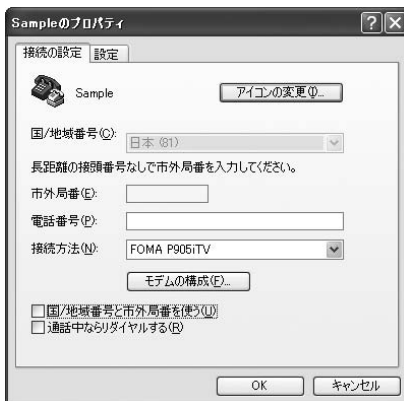 Sampleのプロパティ
接続の設定 設定
Sample
アイコンの変更(I)...
国/地域番号(C):
日本 (81)
長距離の接頭番号なしで市外局番を入力してください。
市外局番(E):
電話番号(P):
接続方法(N):
FOMA P905iTV
モデムの構成(F)...
国/地域番号と市外局番を使う(U)
通話中ならリダイヤルする(R)
OK キャンセル